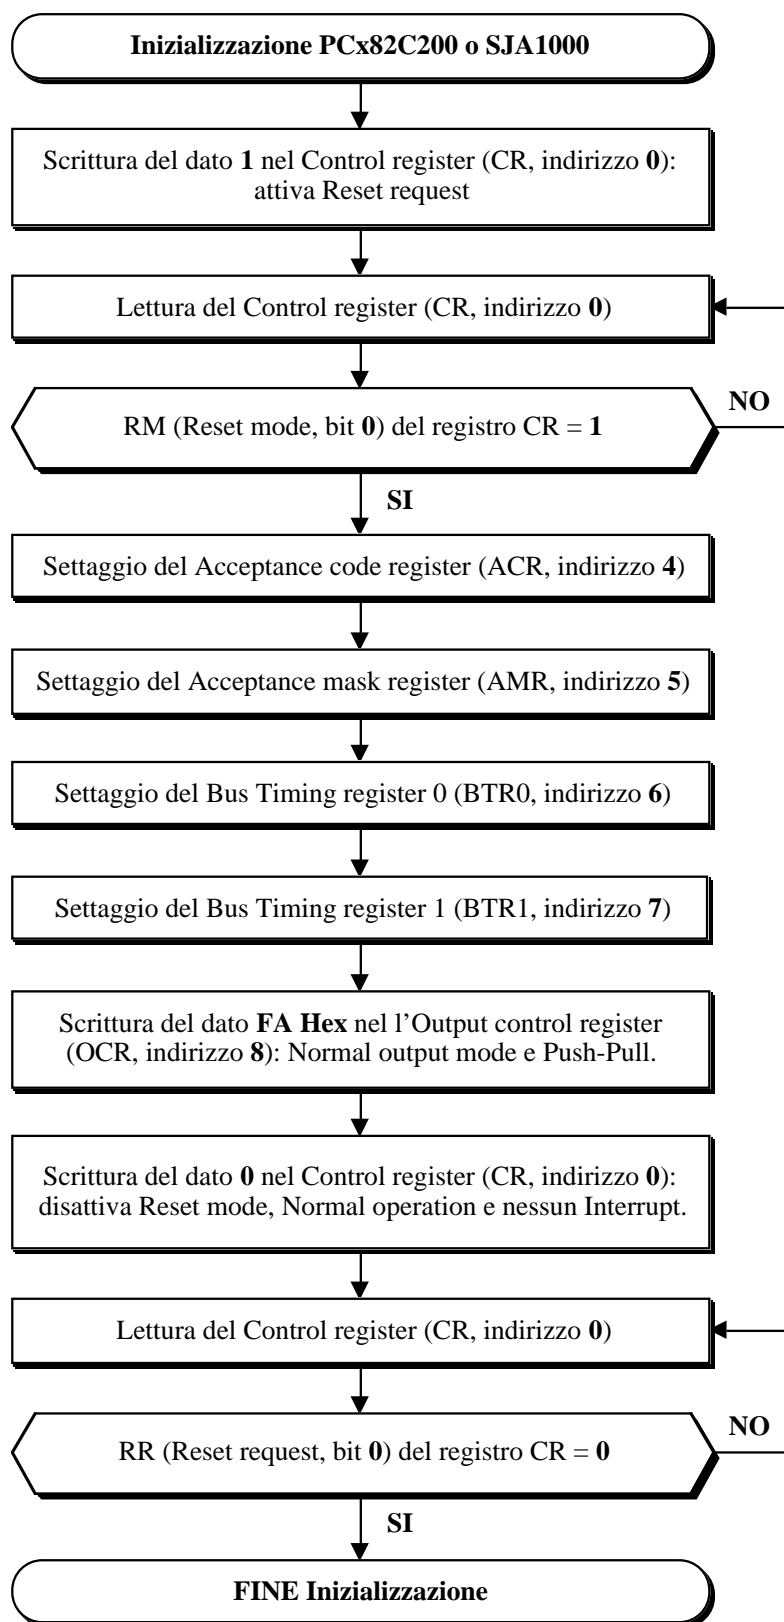 Inizializzazione PCx82C200 o SJA1000
Scrittura del dato 1 nel Control register (CR, indirizzo 0):
attiva Reset request
Lettura del Control register (CR, indirizzo 0)
RM (Reset mode, bit 0) del registro CR = 1
NO
SI
Settaggio del Acceptance code register (ACR, indirizzo 4)
Settaggio del Acceptance mask register (AMR, indirizzo 5)
Settaggio del Bus Timing register 0 (BTR0, indirizzo 6)
Settaggio del Bus Timing register 1 (BTR1, indirizzo 7)
Scrittura del dato FA Hex nel l’Output control register
(OCR, indirizzo 8): Normal output mode e Push-Pull.
Scrittura del dato 0 nel Control register (CR, indirizzo 0):
disattiva Reset mode, Normal operation e nessun Interrupt.
Lettura del Control register (CR, indirizzo 0)
RR (Reset request, bit 0) del registro CR = 0
NO
SI
FINE Inizializzazione